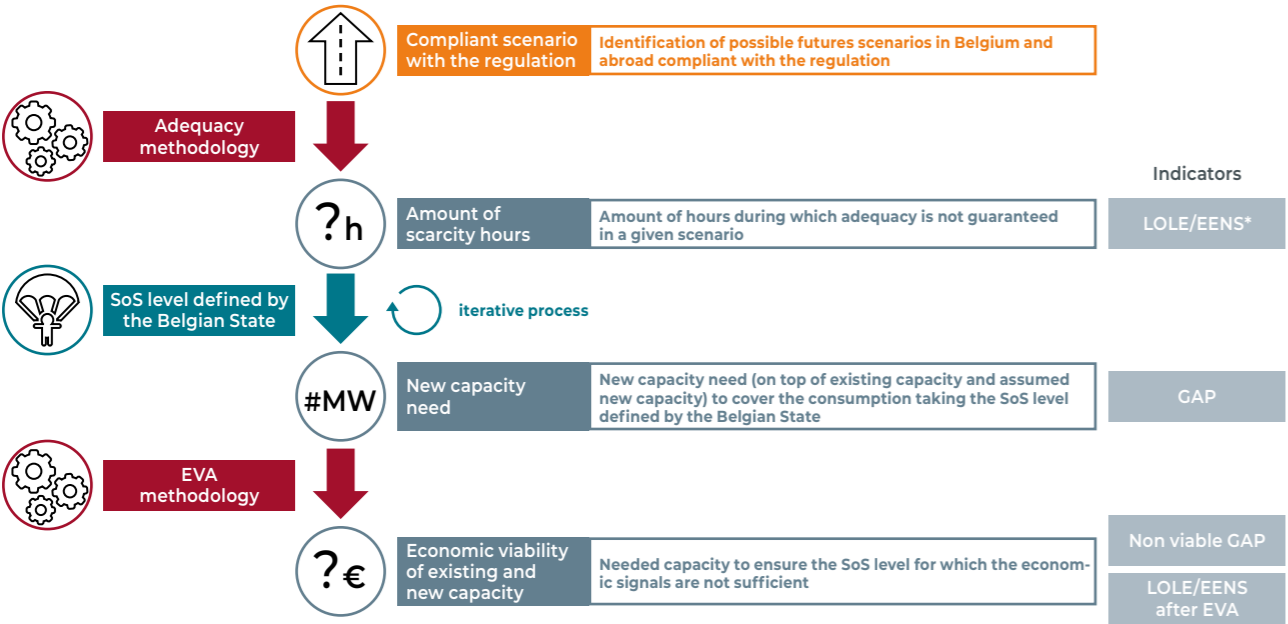 Compliant scenario
with the regulation
Identification of possible futures scenarios in Belgium and
abroad compliant with the regulation
Adequacy
methodology
Indicators
?h
Amount of
scarcity hours
Amount of hours during which adequacy is not guaranteed
in a given scenario
LOLE/EENS*
SoS level defined by
the Belgian State
iterative process
#MW
New capacity
need
New capacity need (on top of existing capacity and assumed
new capacity) to cover the consumption taking the SoS level
defined by the Belgian State
GAP
EVA
methodology
?€
Economic viability
of existing and
new capacity
Needed capacity to ensure the SoS level for which the econom-
ic signals are not sufficient
Non viable GAP
LOLE/EENS
after EVA